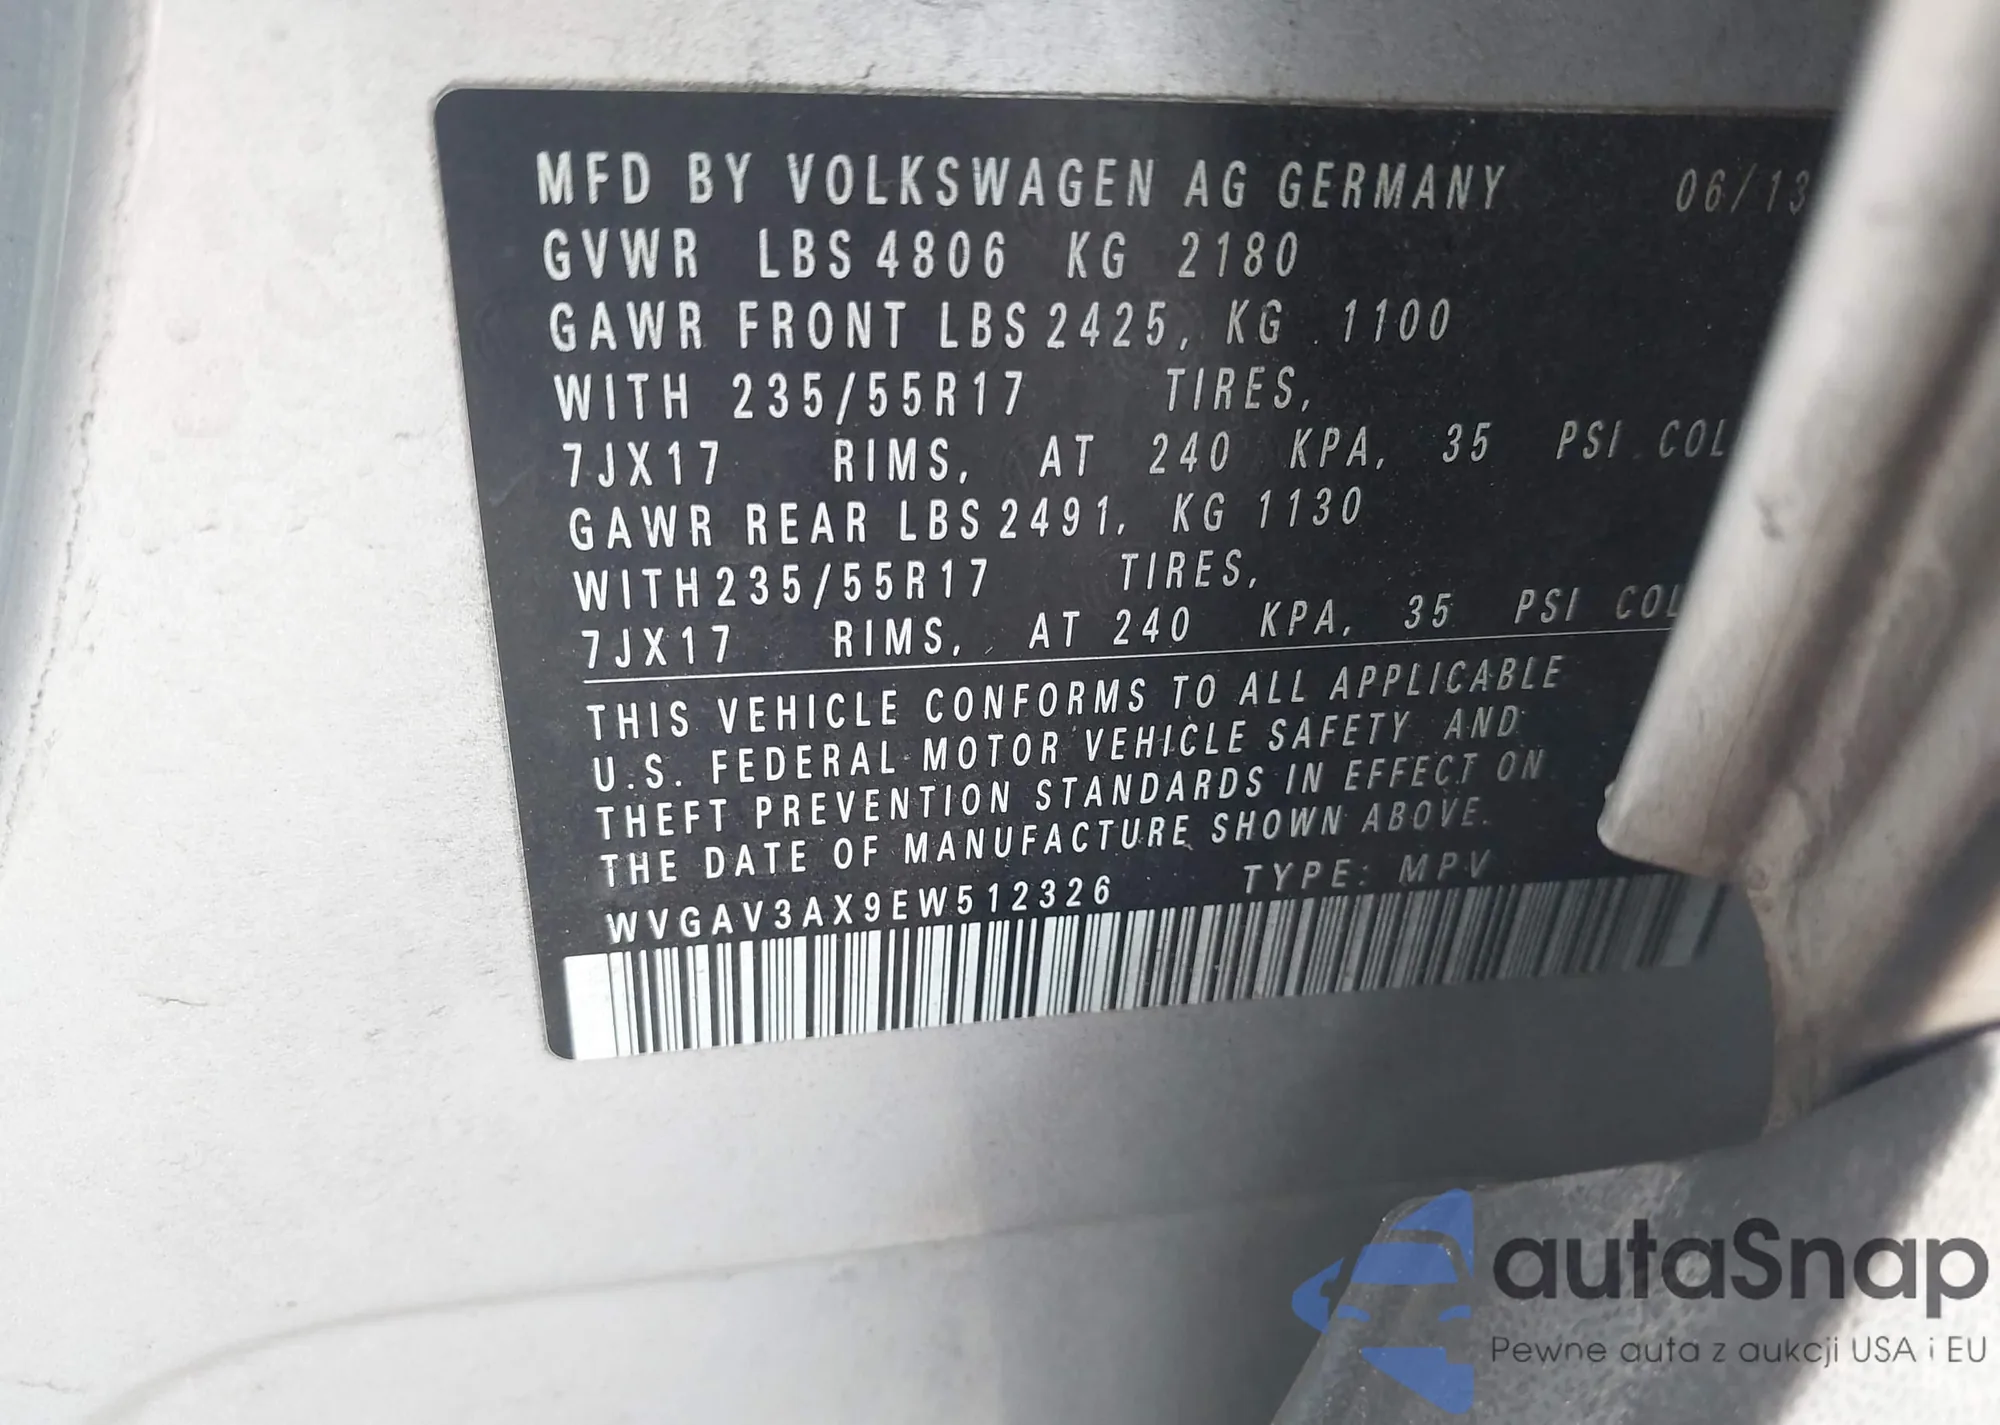 MFD BY VOLKSWAGEN AG GERMANY 06/13
GVWR LBS 4806 KG 2180
GAWR FRONT LBS 2425, KG 1100
WITH 235/55R17 TIRES,
7JX17 RIMS, AT 240 KPA, 35 PSI COL
GAWR REAR LBS 2491, KG 1130
WITH 235/55R17 TIRES,
7JX17 RIMS, AT 240 KPA, 35 PSI COL
THIS VEHICLE CONFORMS TO ALL APPLICABLE
U.S. FEDERAL MOTOR VEHICLE SAFETY AND
THEFT PREVENTION STANDARDS IN EFFECT ON
THE DATE OF MANUFACTURE SHOWN ABOVE.
WVGAV3AX9EW512326 TYPE: MPV
autaSnap
Pewne auta z aukcji USA i EU